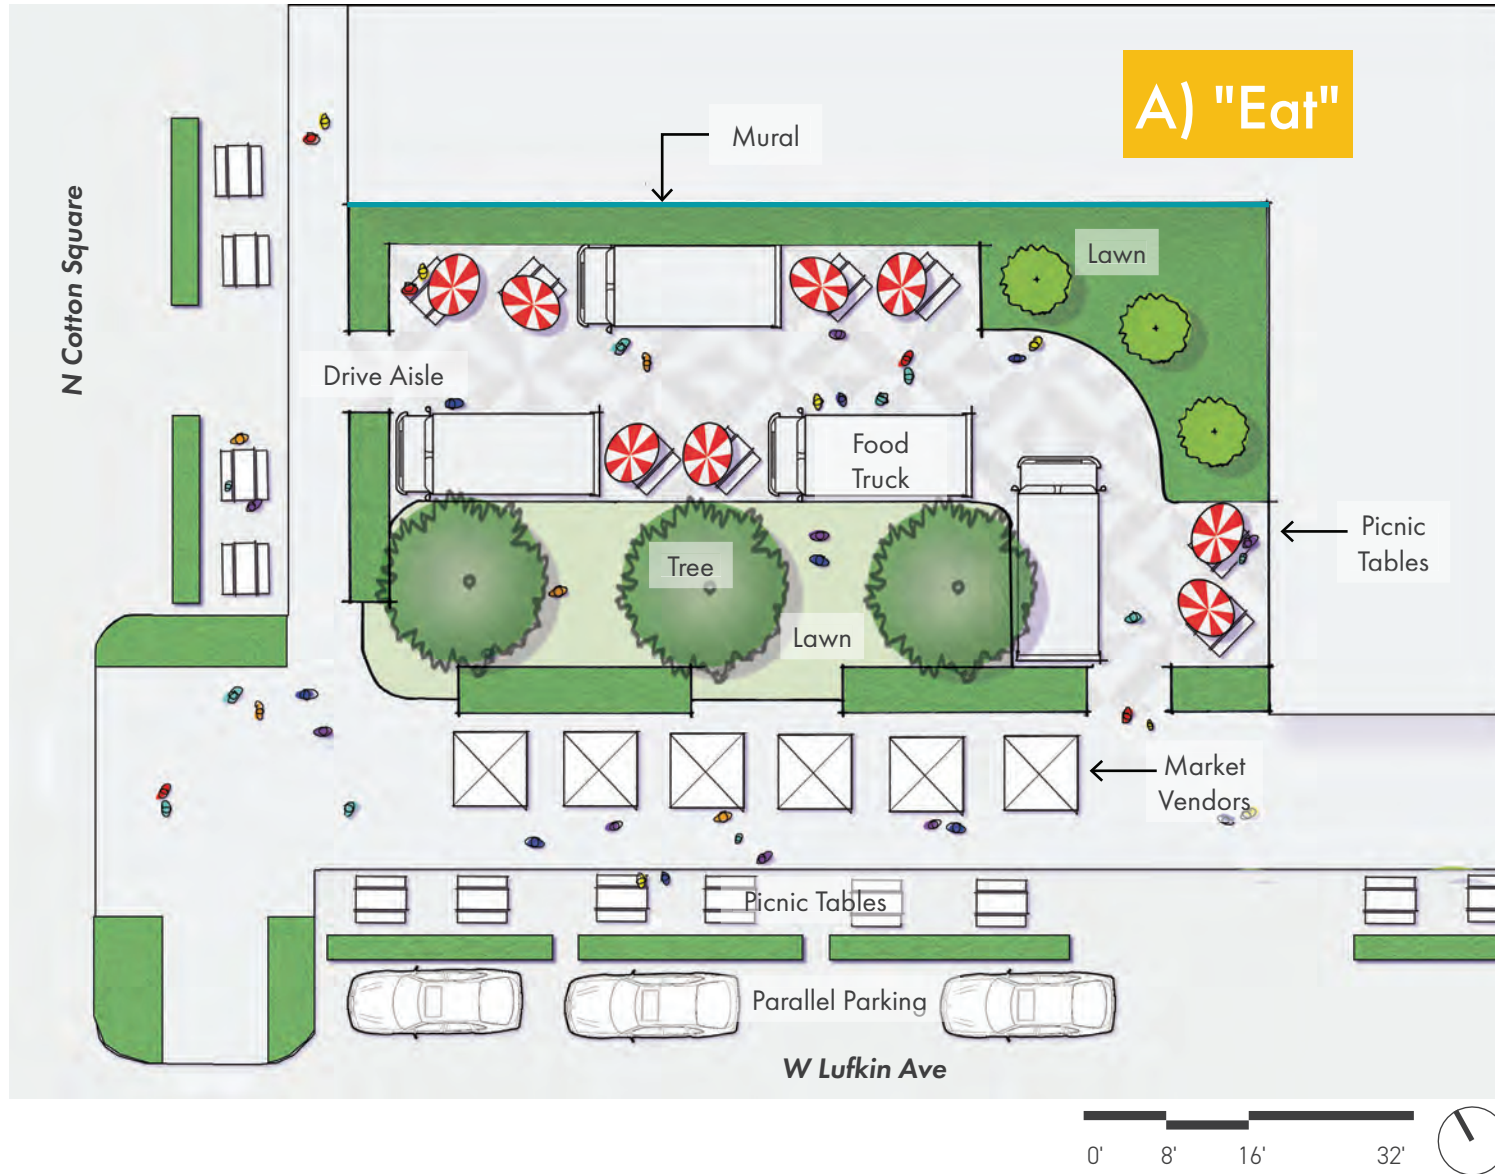 A) "Eat"
Mural
N Cotton Square
Lawn
Drive Aisle
Food
Truck
Picnic
Tables
Tree
Lawn
Market
Vendors
Picnic Tables
Parallel Parking
W Lufkin Ave
0' 8' 16' 32'